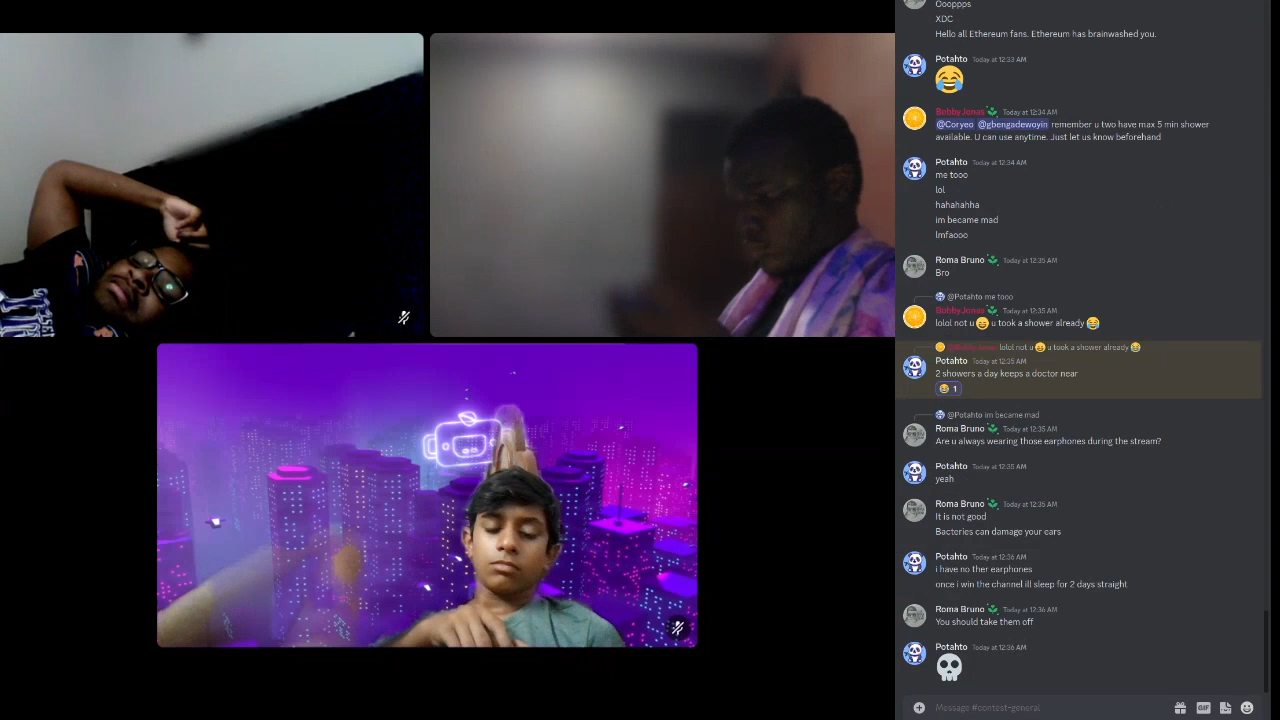 Oooppps
XDC
Hello all Ethereum fans. Ethereum has brainwashed you.
Potahto Today at 12:33 AM
BobbyJonas Today at 12:34 AM
@Coryeo @gbengadewoyin remember u two have max 5 min shower
available. U can use anytime. Just let us know beforehand
Potahto Today at 12:34 AM
me tooo
lol
hahahahha
im became mad
lmfaooo
Roma Bruno Today at 12:35 AM
Bro
@Potahto me tooo
BobbyJonas Today at 12:35 AM
lolol not u 😄 u took a shower already 😂
@BobbyJonas lolol not u 😄 u took a shower already 😂
Potahto Today at 12:35 AM
2 showers a day keeps a doctor near
😂 1
@Potahto im became mad
Roma Bruno Today at 12:35 AM
Are u always wearing those earphones during the stream?
Potahto Today at 12:35 AM
yeah
Roma Bruno Today at 12:35 AM
It is not good
Bacteries can damage your ears
Potahto Today at 12:36 AM
i have no ther earphones
once i win the channel ill sleep for 2 days straight
Roma Bruno Today at 12:36 AM
You should take them off
Potahto Today at 12:36 AM
Message #contest-general
GIF